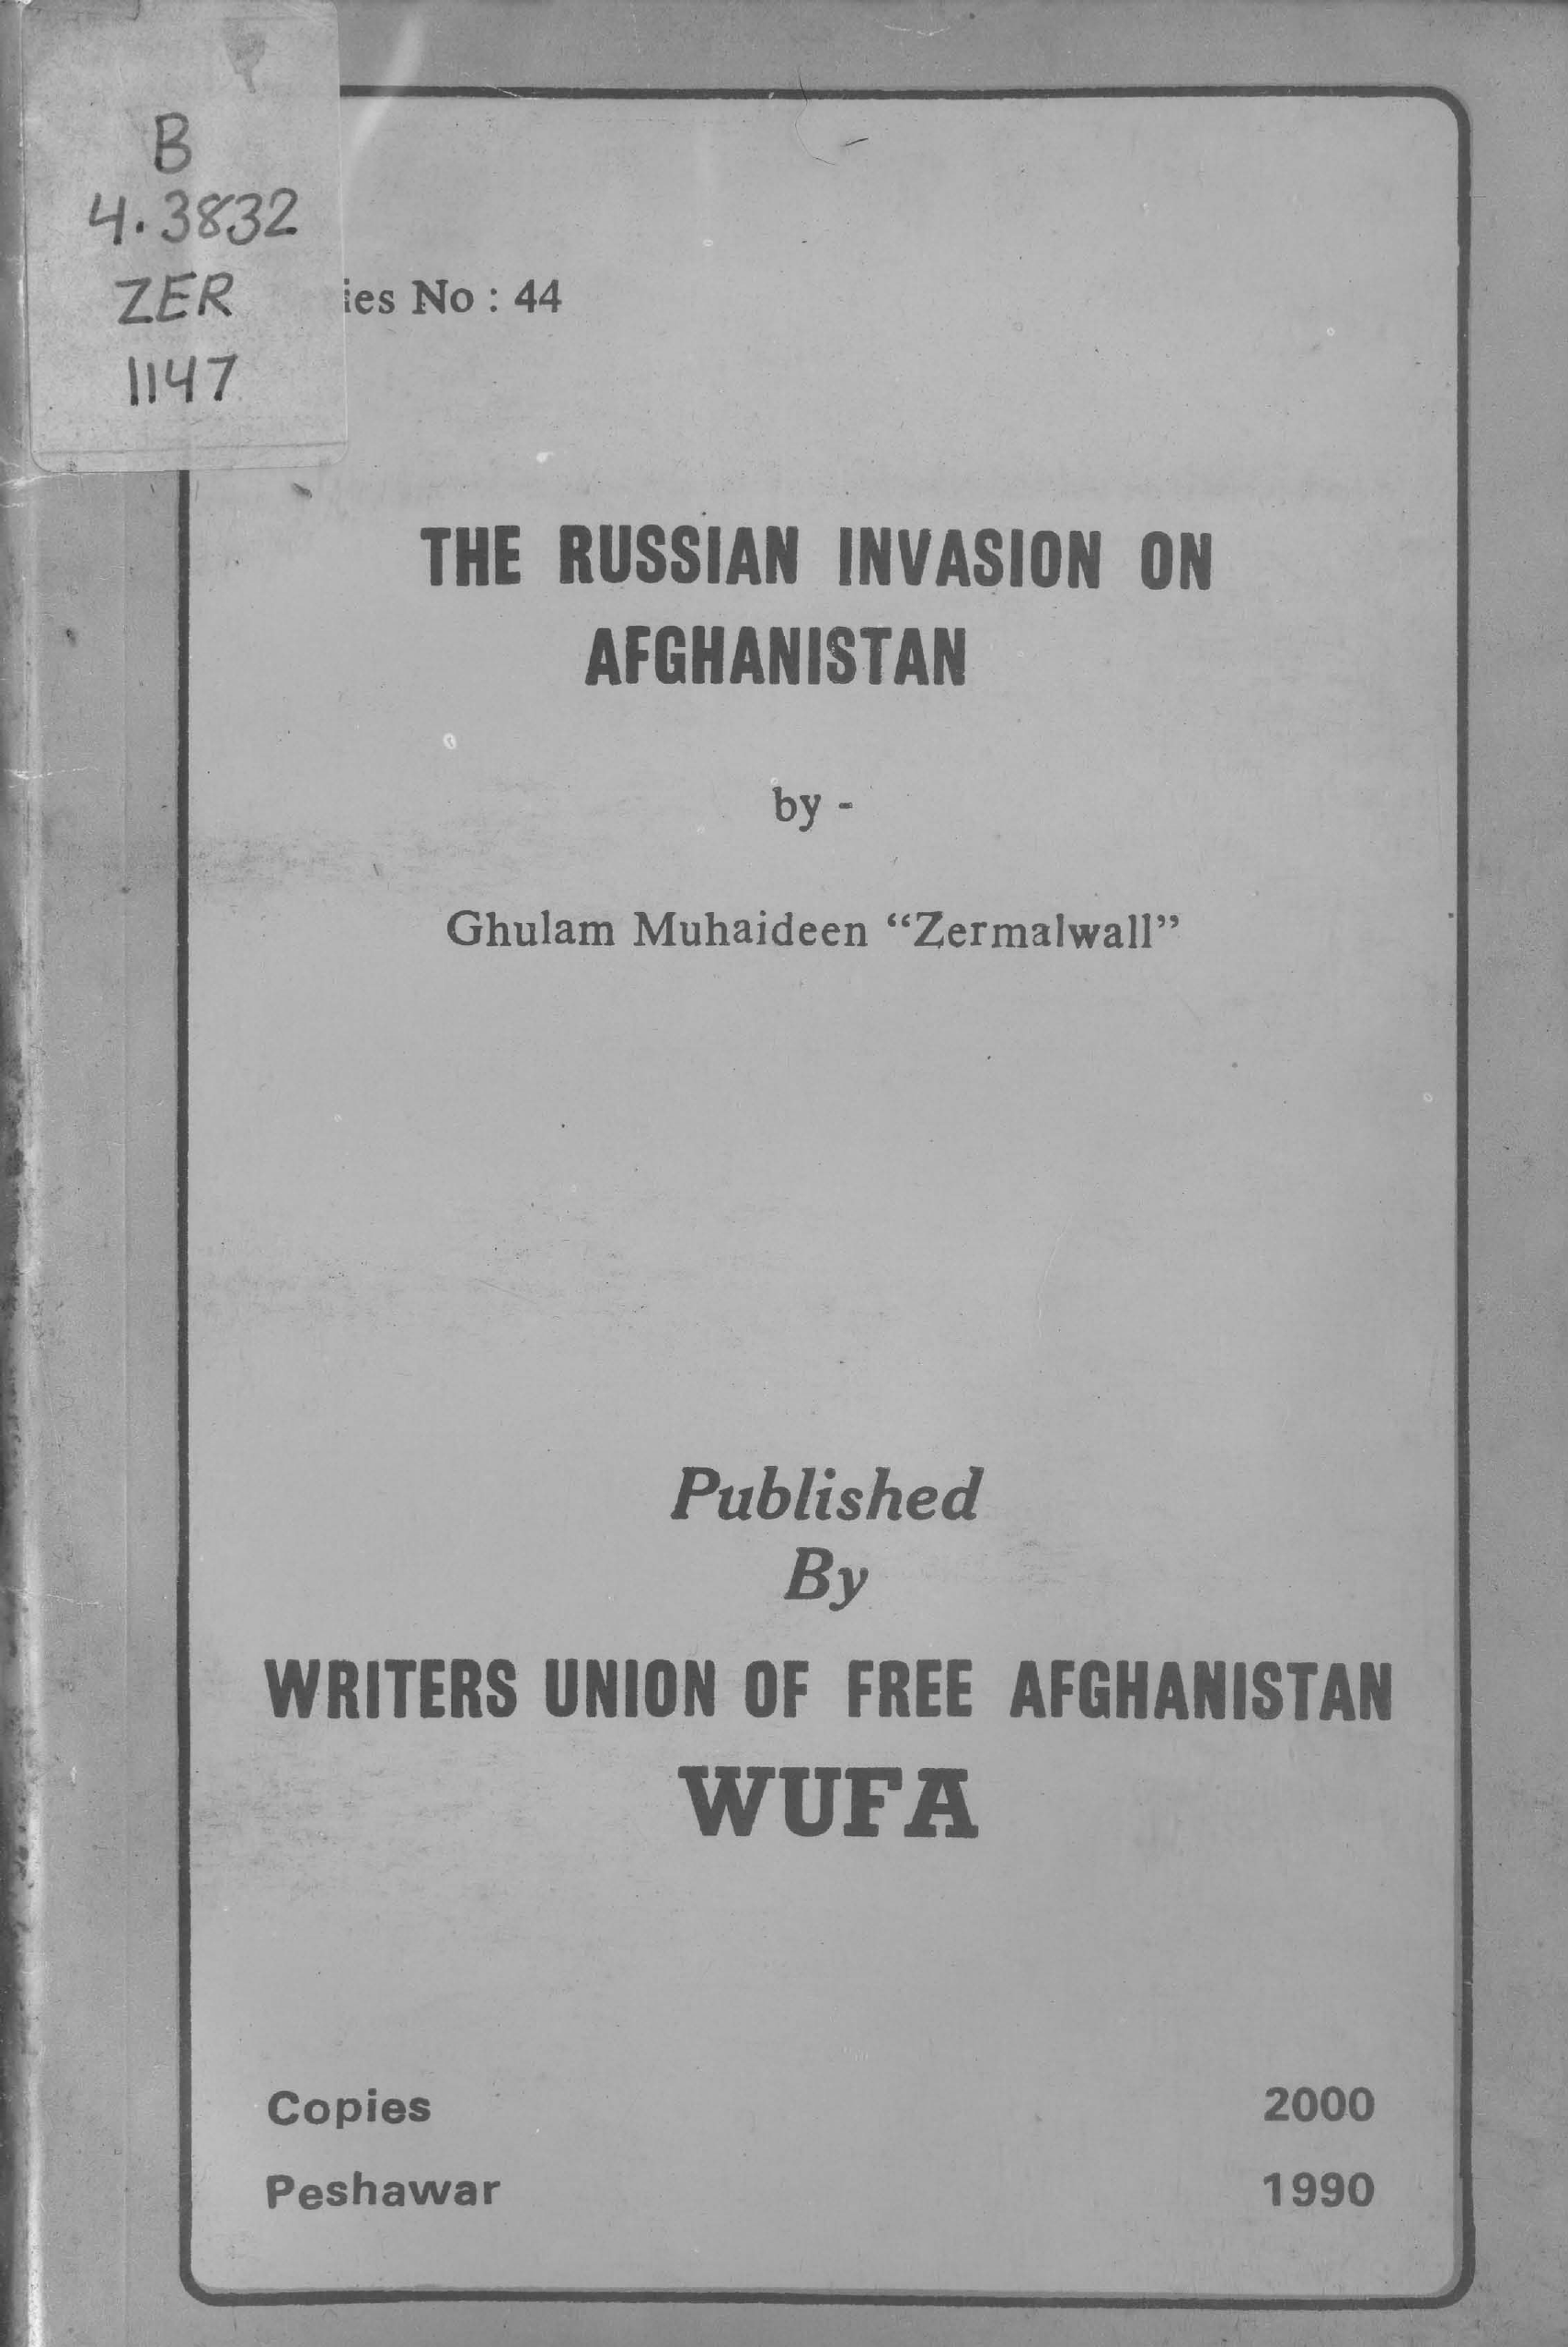 B
4.3832
ZER
1147
ies No : 44
THE RUSSIAN INVASION ON
AFGHANISTAN
by -
Ghulam Muhaideen “Zermalwall”
Published
By
WRITERS UNION OF FREE AFGHANISTAN
WUFA
Copies 2000
Peshawar 1990